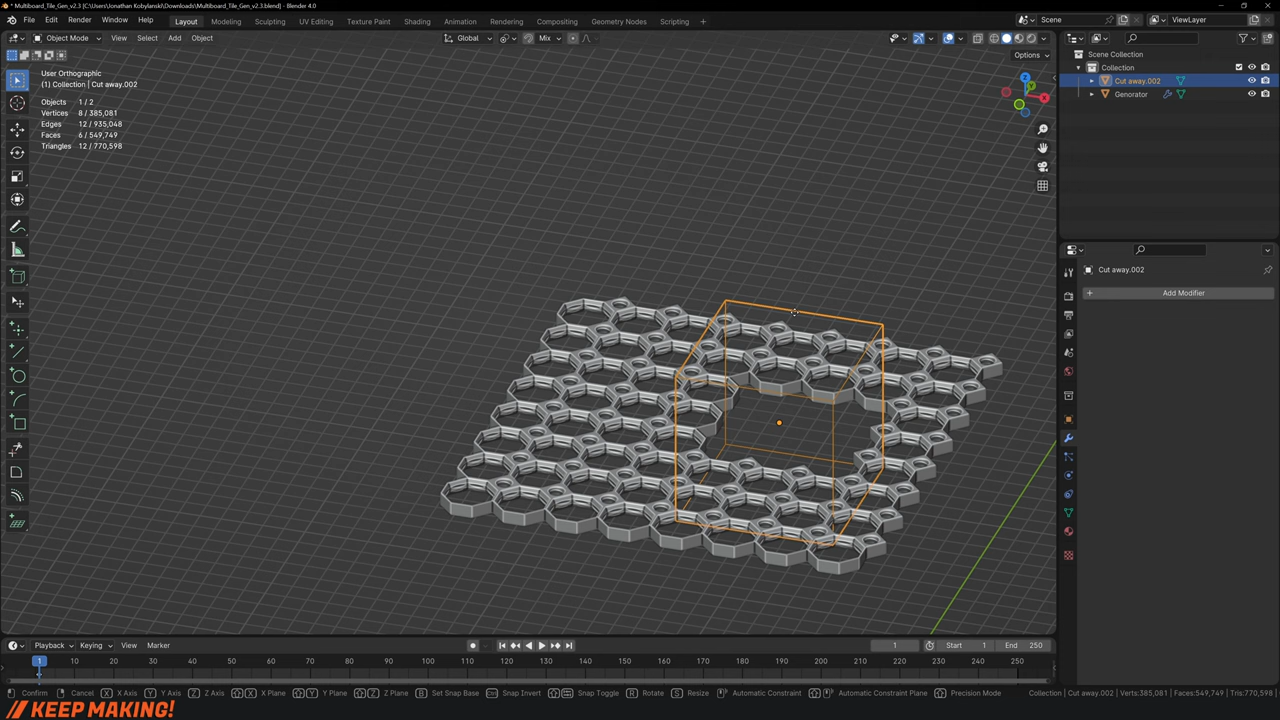 * Multiboard_Tile_Gen_v2.3 [C:\Users\Jonathan Kobylanski\Downloads\Multiboard_Tile_Gen_v2.3.blend] - Blender 4.0
File Edit Render Window Help Layout Modeling Sculpting UV Editing Texture Paint Shading Animation Rendering Compositing Geometry Nodes Scripting + Scene ViewLayer
Object Mode View Select Add Object Global Mix
Options
User Orthographic
(1) Collection | Cut away.002
Objects 1 / 2
Vertices 8 / 385,081
Edges 12 / 935,048
Faces 6 / 549,749
Triangles 12 / 770,598
Z
Y
X
Scene Collection
Collection
Cut away.002
Genorator
Cut away.002
+ Add Modifier
Playback Keying View Marker 1 Start 1 End 250
1 10 20 30 40 50 60 70 80 90 100 110 120 130 140 150 160 170 180 190 200 210 220 230 240 250
Confirm Cancel X X Axis Y Y Axis Z Z Axis X X Plane Y Y Plane Z Z Plane B Set Snap Base Snap Invert Snap Toggle R Rotate S Resize Automatic Constraint Automatic Constraint Plane Precision Mode Collection | Cut away.002 | Verts:385,081 | Faces:549,749 | Tris:770,598
// KEEP MAKING!